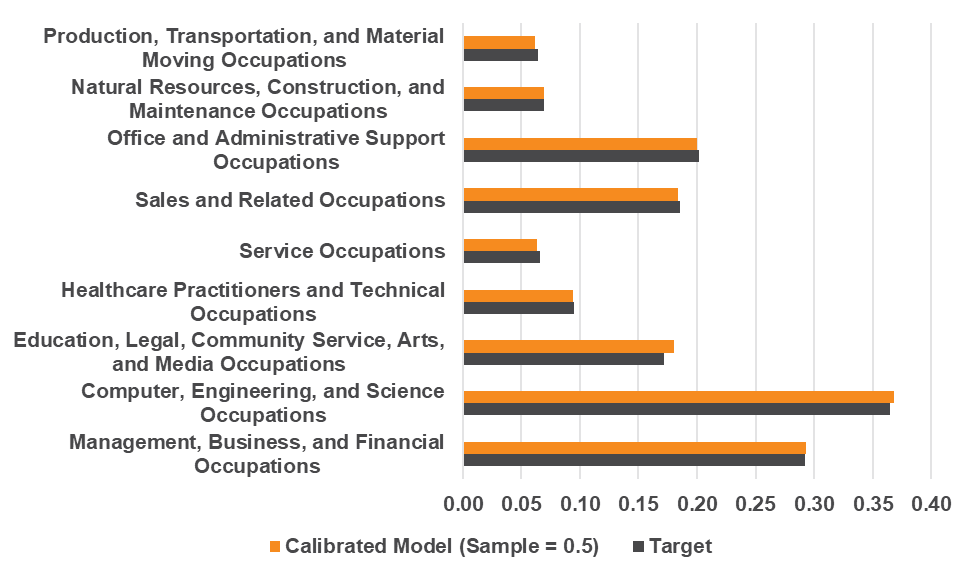 Production, Transportation, and Material
Moving Occupations
Natural Resources, Construction, and
Maintenance Occupations
Office and Administrative Support
Occupations
Sales and Related Occupations
Service Occupations
Healthcare Practitioners and Technical
Occupations
Education, Legal, Community Service, Arts,
and Media Occupations
Computer, Engineering, and Science
Occupations
Management, Business, and Financial
Occupations
0.00 0.05 0.10 0.15 0.20 0.25 0.30 0.35 0.40
Calibrated Model (Sample = 0.5) Target